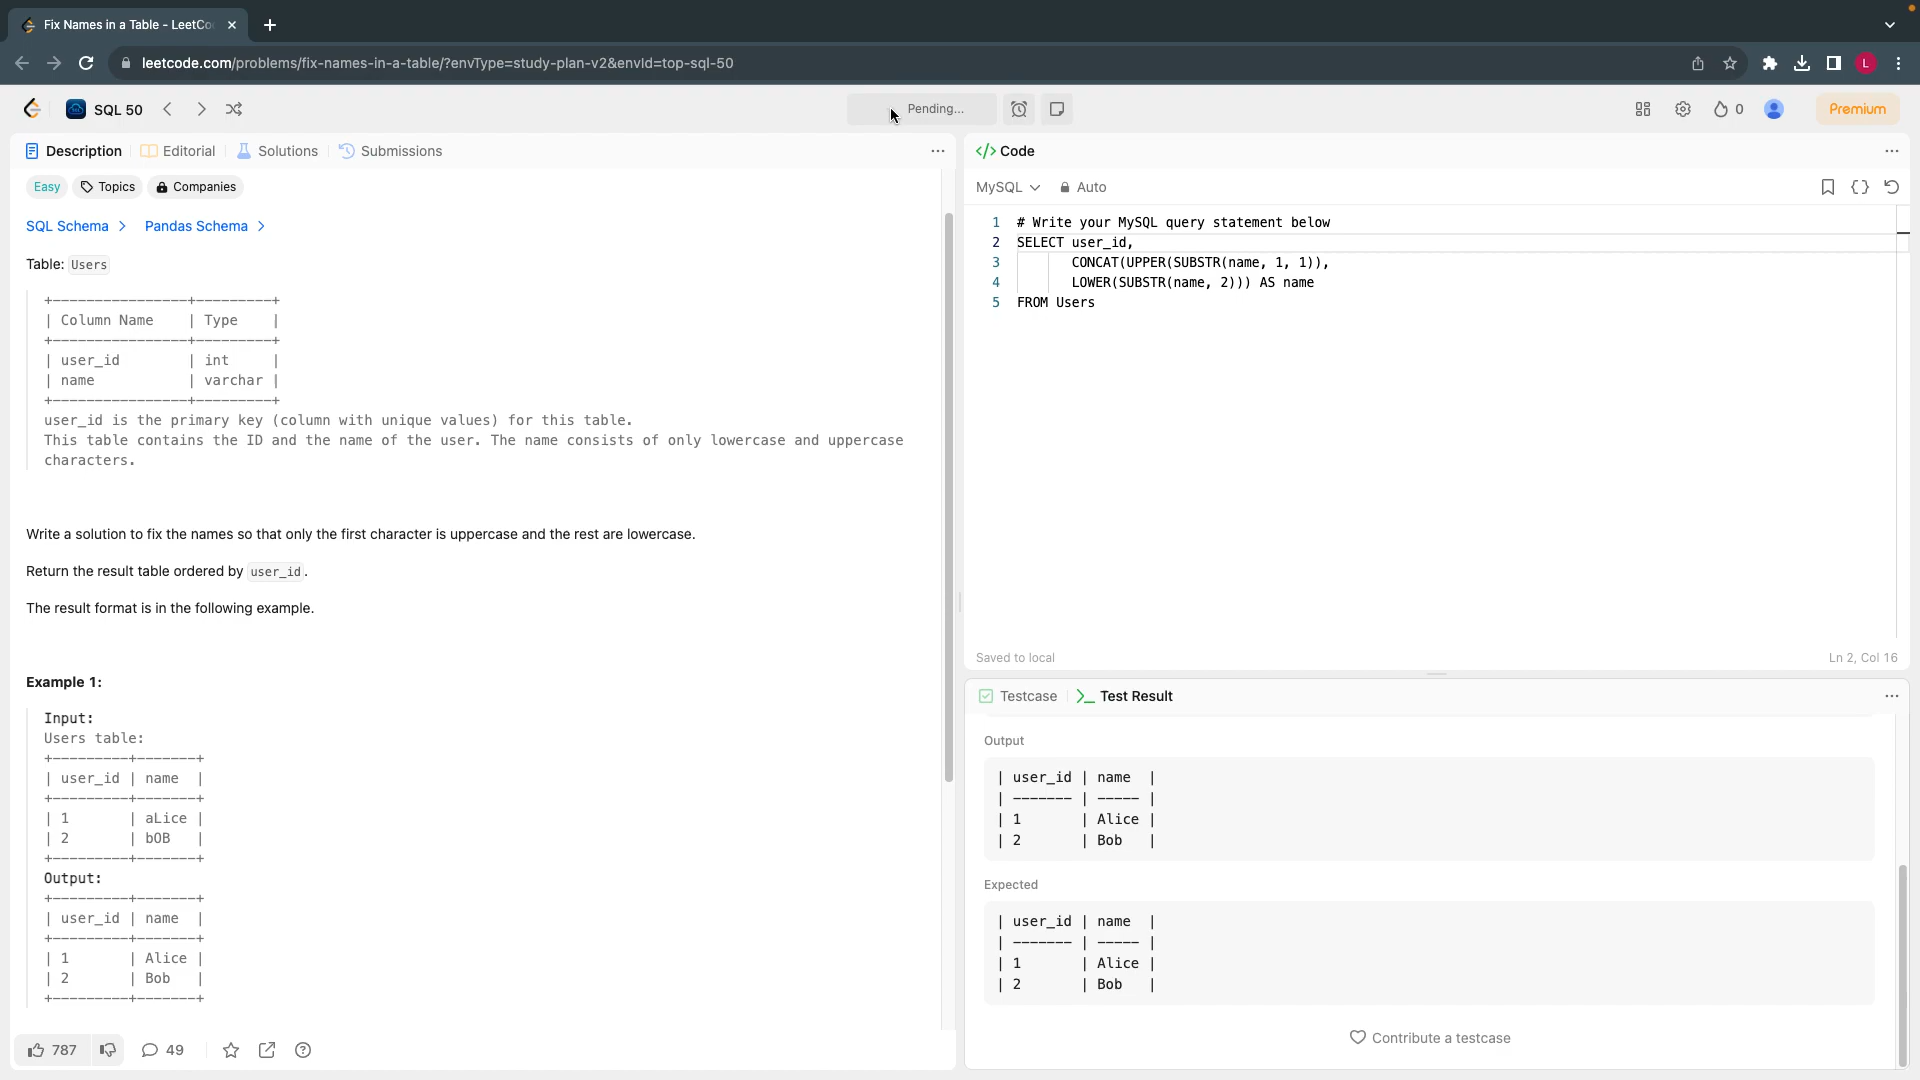 Fix Names in a Table - LeetCo
leetcode.com/problems/fix-names-in-a-table/?envType=study-plan-v2&envId=top-sql-50
L
SQL 50
Pending...
0
Premium
Description
Editorial
Solutions
Submissions
Easy
Topics
Companies
SQL Schema
Pandas Schema
Table: Users
+----------------+---------+
| Column Name    | Type    |
+----------------+---------+
| user_id        | int     |
| name           | varchar |
+----------------+---------+
user_id is the primary key (column with unique values) for this table.
This table contains the ID and the name of the user. The name consists of only lowercase and uppercase
characters.
Write a solution to fix the names so that only the first character is uppercase and the rest are lowercase.
Return the result table ordered by user_id.
The result format is in the following example.
Example 1:
Input:
Users table:
+---------+-------+
| user_id | name  |
+---------+-------+
| 1       | aLice |
| 2       | bOB   |
+---------+-------+
Output:
+---------+-------+
| user_id | name  |
+---------+-------+
| 1       | Alice |
| 2       | Bob   |
+---------+-------+
787
49
</> Code
MySQL
Auto
1 # Write your MySQL query statement below
2 SELECT user_id,
3 CONCAT(UPPER(SUBSTR(name, 1, 1)),
4 LOWER(SUBSTR(name, 2))) AS name
5 FROM Users
Saved to local
Ln 2, Col 16
Testcase
Test Result
Output
| user_id | name  |
| ------- | ----- |
| 1       | Alice |
| 2       | Bob   |
Expected
| user_id | name  |
| ------- | ----- |
| 1       | Alice |
| 2       | Bob   |
Contribute a testcase